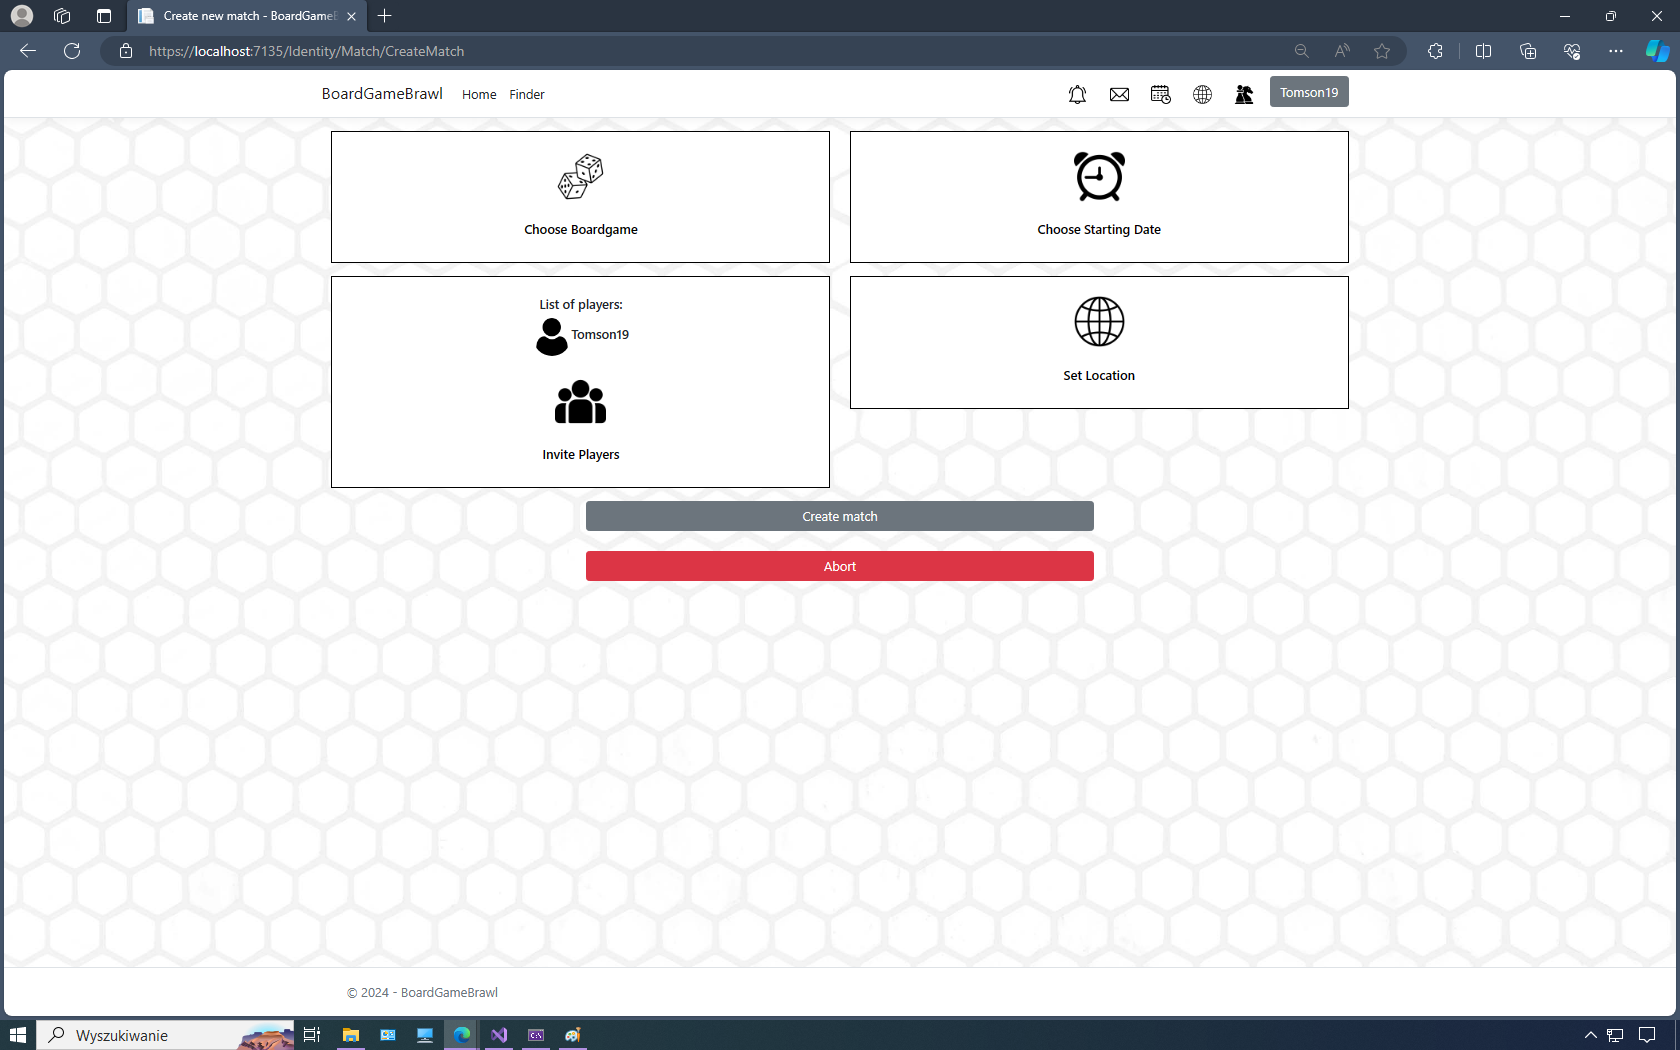 Create new match - BoardGameB
https://localhost:7135/Identity/Match/CreateMatch
BoardGameBrawl Home Finder Tomson19
Choose Boardgame
Choose Starting Date
List of players:
Tomson19
Invite Players
Set Location
Create match
Abort
© 2024 - BoardGameBrawl
Wyszukiwanie